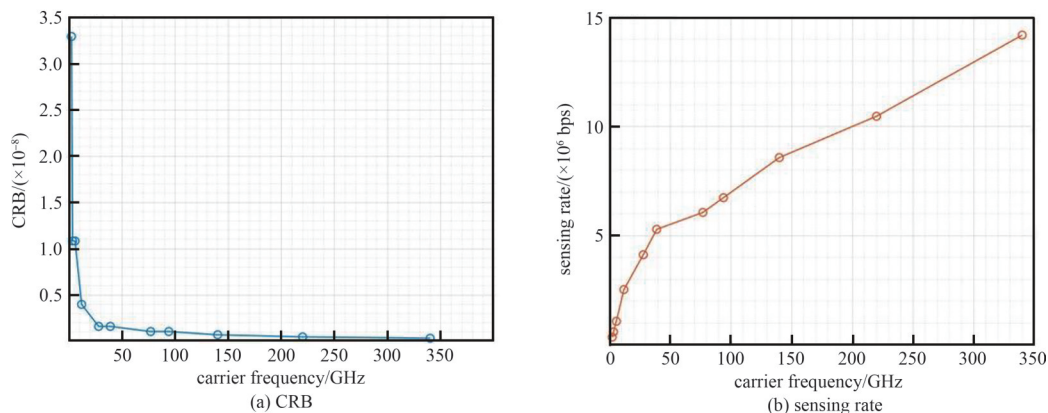 3.5
3.0
2.5
2.0
1.5
1.0
0.5
CRB/(×10⁻⁸)
50 100 150 200 250 300 350
carrier frequency/GHz
(a) CRB
15
10
5
sensing rate/(×10⁶ bps)
0 50 100 150 200 250 300 350
carrier frequency/GHz
(b) sensing rate